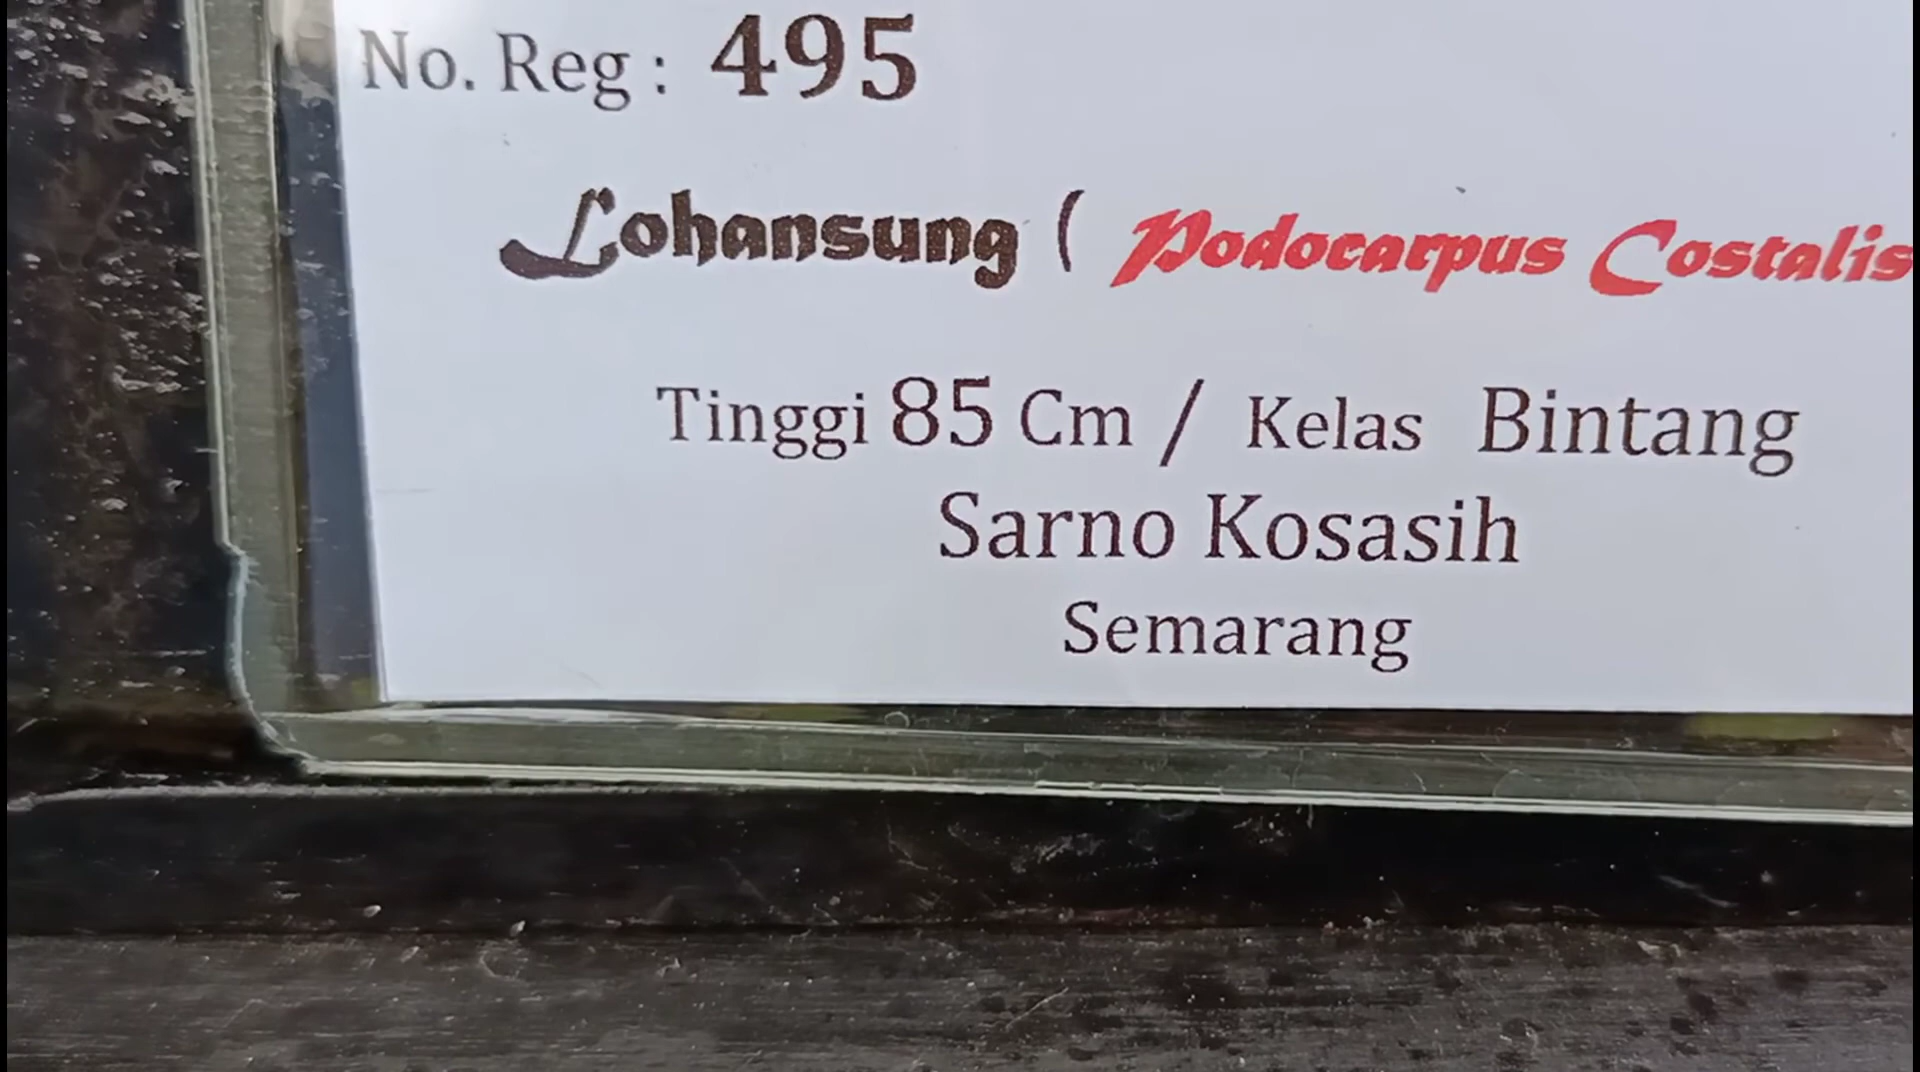 No. Reg : 495
Lohansung ( Podocarpus Costalis
Tinggi 85 Cm / Kelas Bintang
Sarno Kosasih
Semarang